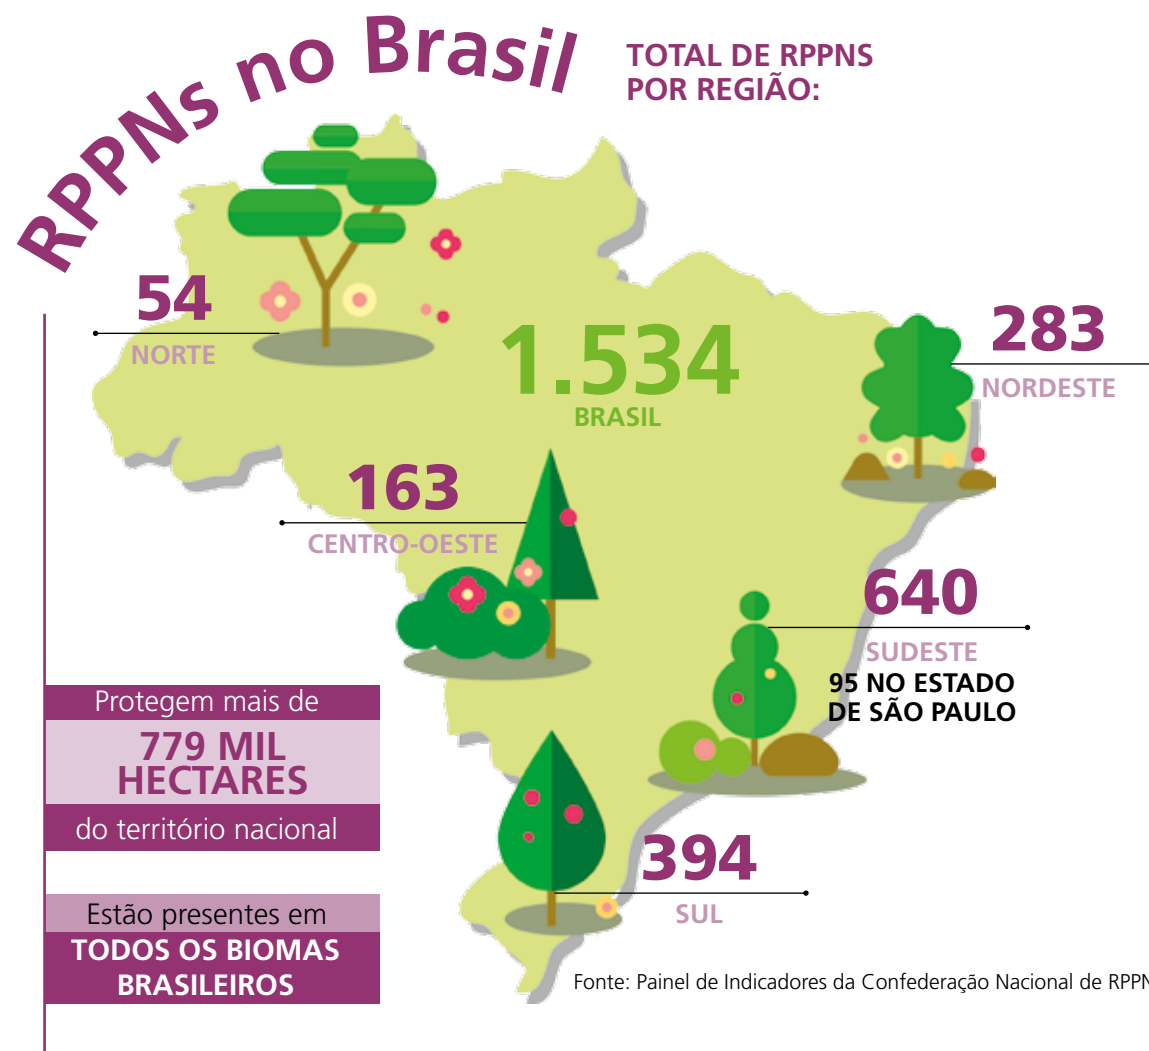 RPPNs no Brasil
TOTAL DE RPPNS
POR REGIÃO:
54
NORTE
1.534
BRASIL
283
NORDESTE
163
CENTRO-OESTE
640
SUDESTE
95 NO ESTADO
DE SÃO PAULO
394
SUL
Protegem mais de
779 MIL
HECTARES
do território nacional
Estão presentes em
TODOS OS BIOMAS
BRASILEIROS
Fonte: Painel de Indicadores da Confederação Nacional de RPPN